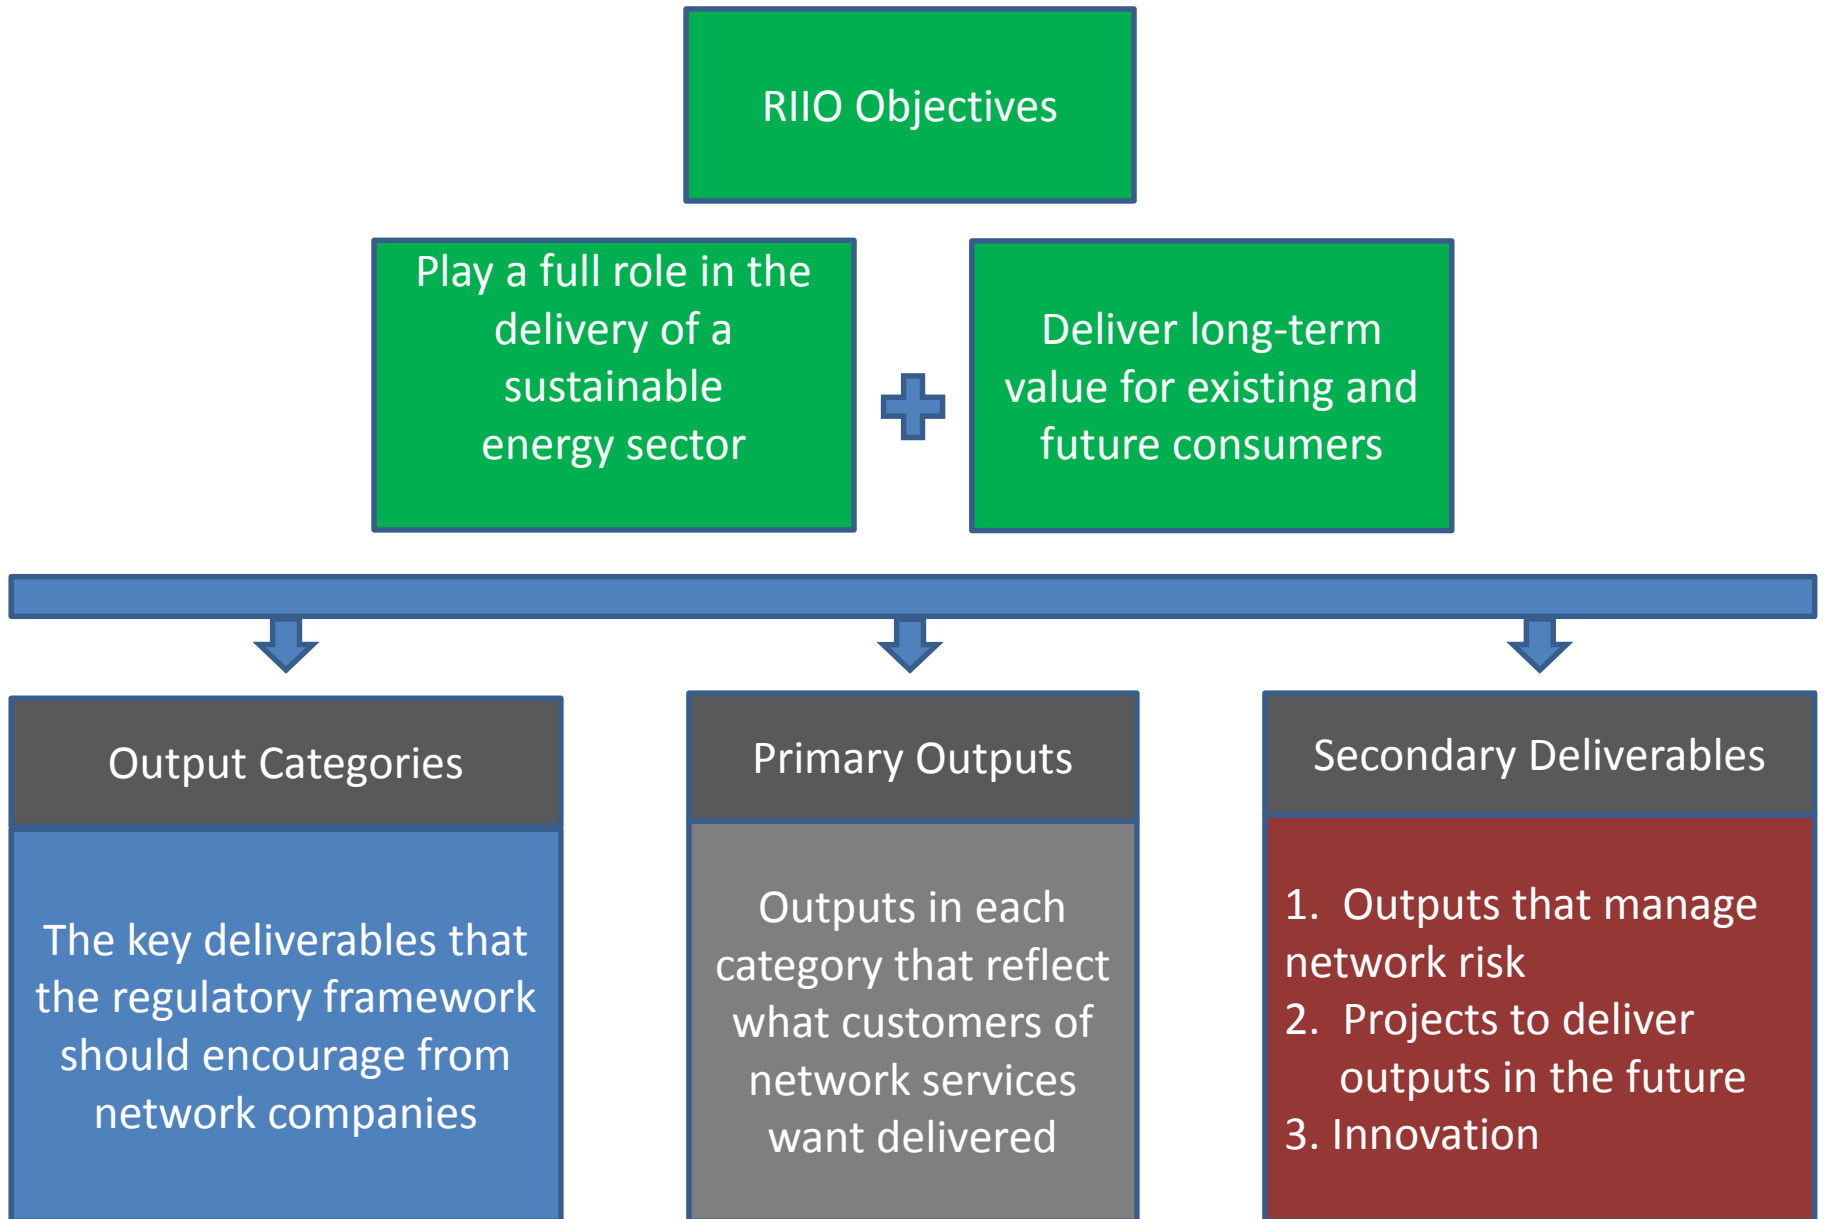 RIIO Objectives
Play a full role in the
delivery of a
sustainable
energy sector
Deliver long-term
value for existing and
future consumers
Output Categories
The key deliverables that
the regulatory framework
should encourage from
network companies
Primary Outputs
Outputs in each
category that reflect
what customers of
network services
want delivered
Secondary Deliverables
1. Outputs that manage
network risk
2. Projects to deliver
outputs in the future
3. Innovation